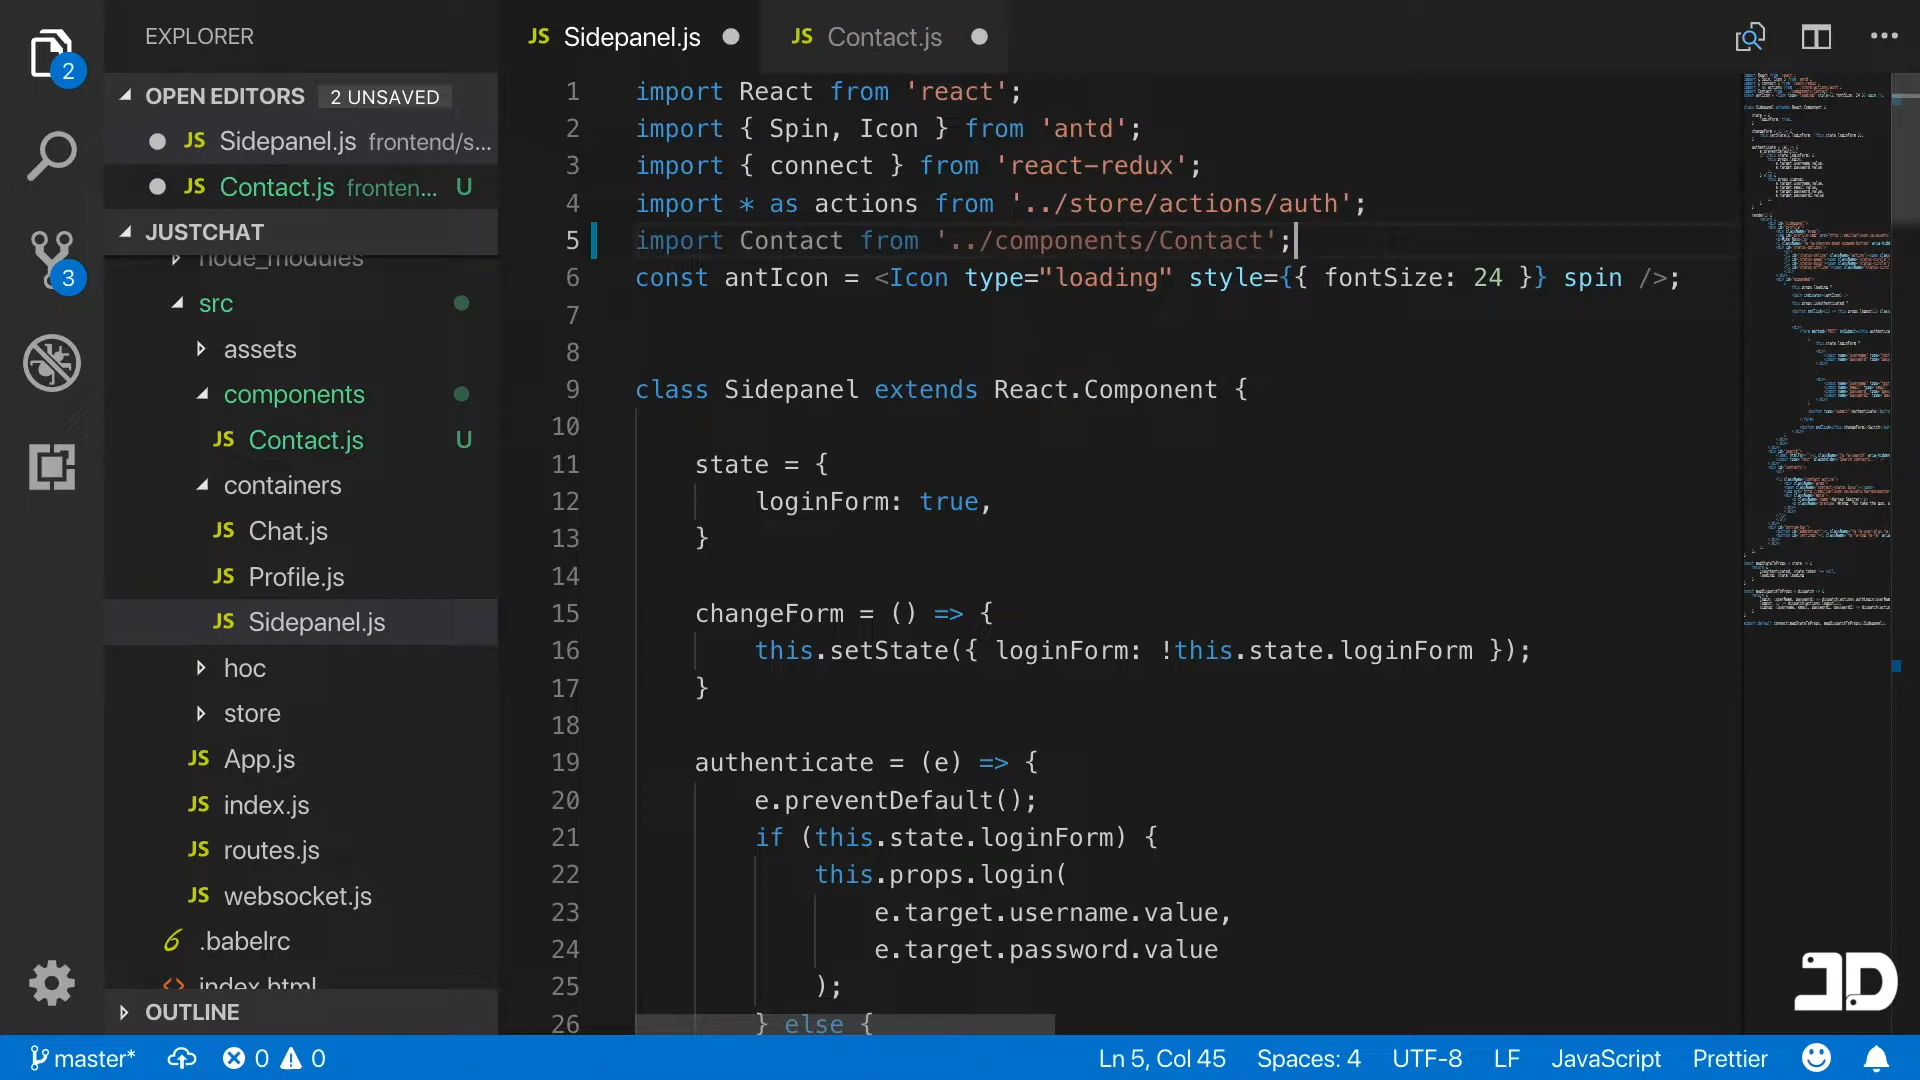 EXPLORER
OPEN EDITORS 2 UNSAVED
JS Sidepanel.js frontend/s...
JS Contact.js fronten... U
JUSTCHAT
node_modules
src
assets
components
JS Contact.js U
containers
JS Chat.js
JS Profile.js
JS Sidepanel.js
hoc
store
JS App.js
JS index.js
JS routes.js
JS websocket.js
.babelrc
<> index.html
OUTLINE
2
3
JS Sidepanel.js
JS Contact.js
1 import React from 'react';
2 import { Spin, Icon } from 'antd';
3 import { connect } from 'react-redux';
4 import * as actions from '../store/actions/auth';
5 import Contact from '../components/Contact';
6 const antIcon = <Icon type="loading" style={{ fontSize: 24 }} spin />;
7
8
9 class Sidepanel extends React.Component {
10
11 state = {
12 loginForm: true,
13 }
14
15 changeForm = () => {
16 this.setState({ loginForm: !this.state.loginForm });
17 }
18
19 authenticate = (e) => {
20 e.preventDefault();
21 if (this.state.loginForm) {
22 this.props.login(
23 e.target.username.value,
24 e.target.password.value
25 );
26 } else {
JD
master* 0 0 Ln 5, Col 45 Spaces: 4 UTF-8 LF JavaScript Prettier